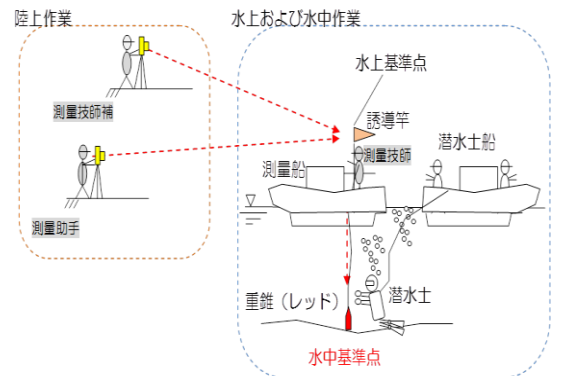 陸上作業
水上および水中作業
水上基準点
測量技師補
誘導竿
測量技師
潜水士船
測量船
測量助手
重錐（レッド）
潜水士
水中基準点